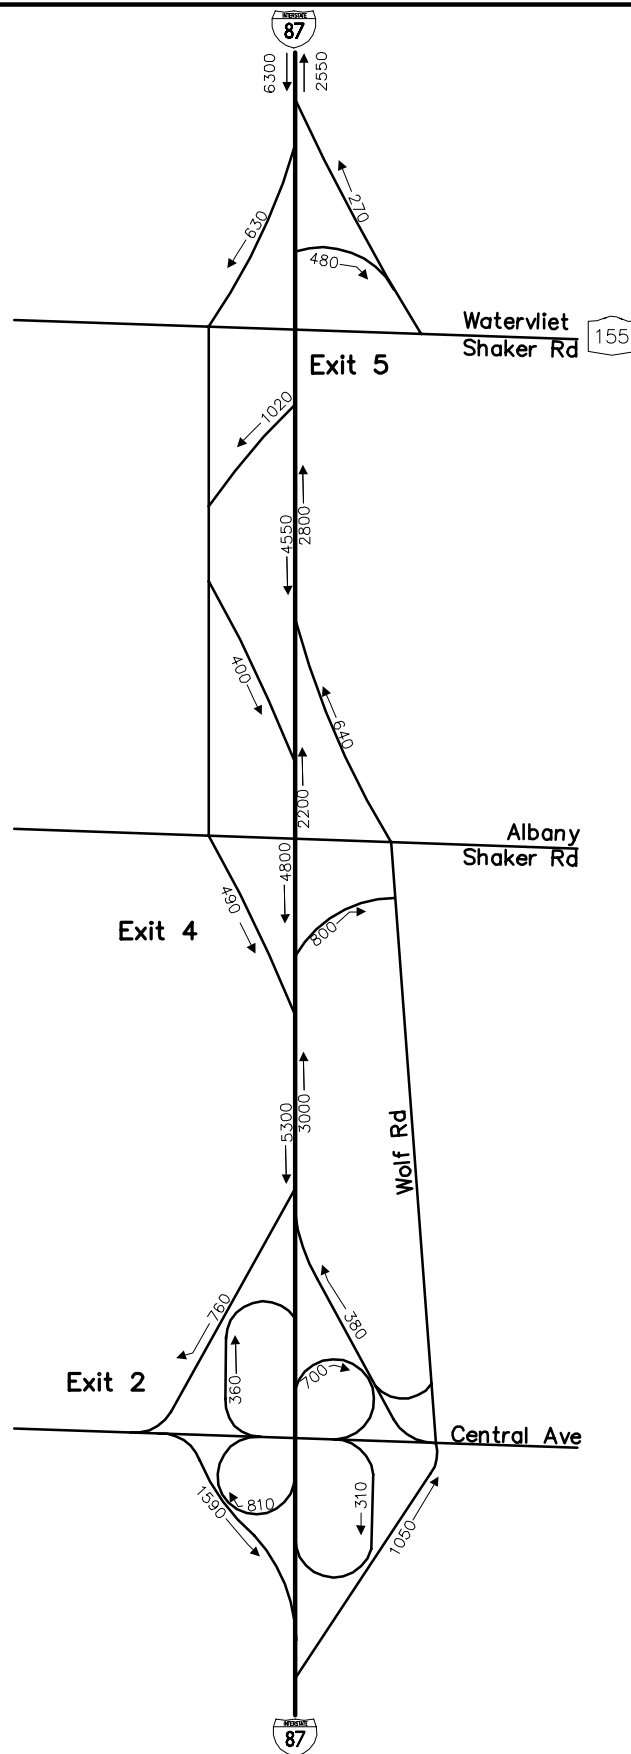 INTERSTATE
87
6300
2550
270
630
480
Watervliet
Shaker Rd
155
Exit 5
1020
4550
2800
400
640
2200
Albany
Shaker Rd
4800
490
800
Exit 4
5300
3000
Wolf Rd
760
380
360
700
Exit 2
Central Ave
1590
810
310
1050
INTERSTATE
87